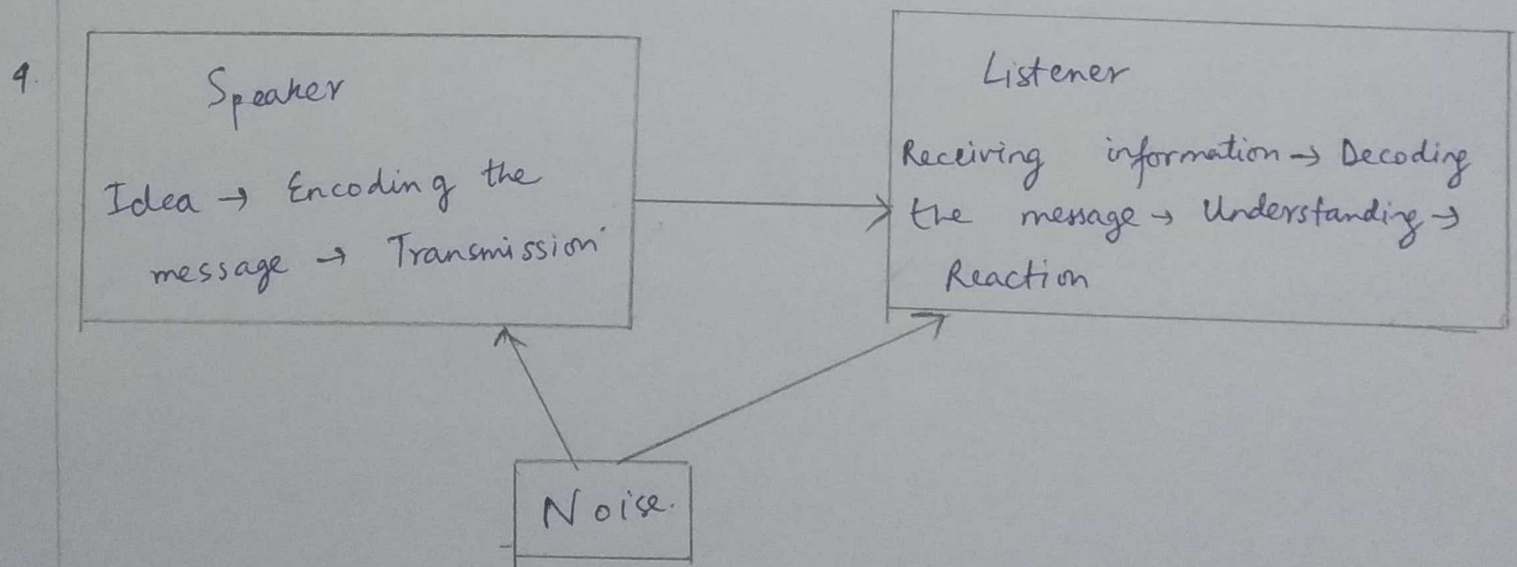 4.
Speaker
Idea → Encoding the
message → Transmission
Listener
Receiving information → Decoding
the message → Understanding →
Reaction
Noise.